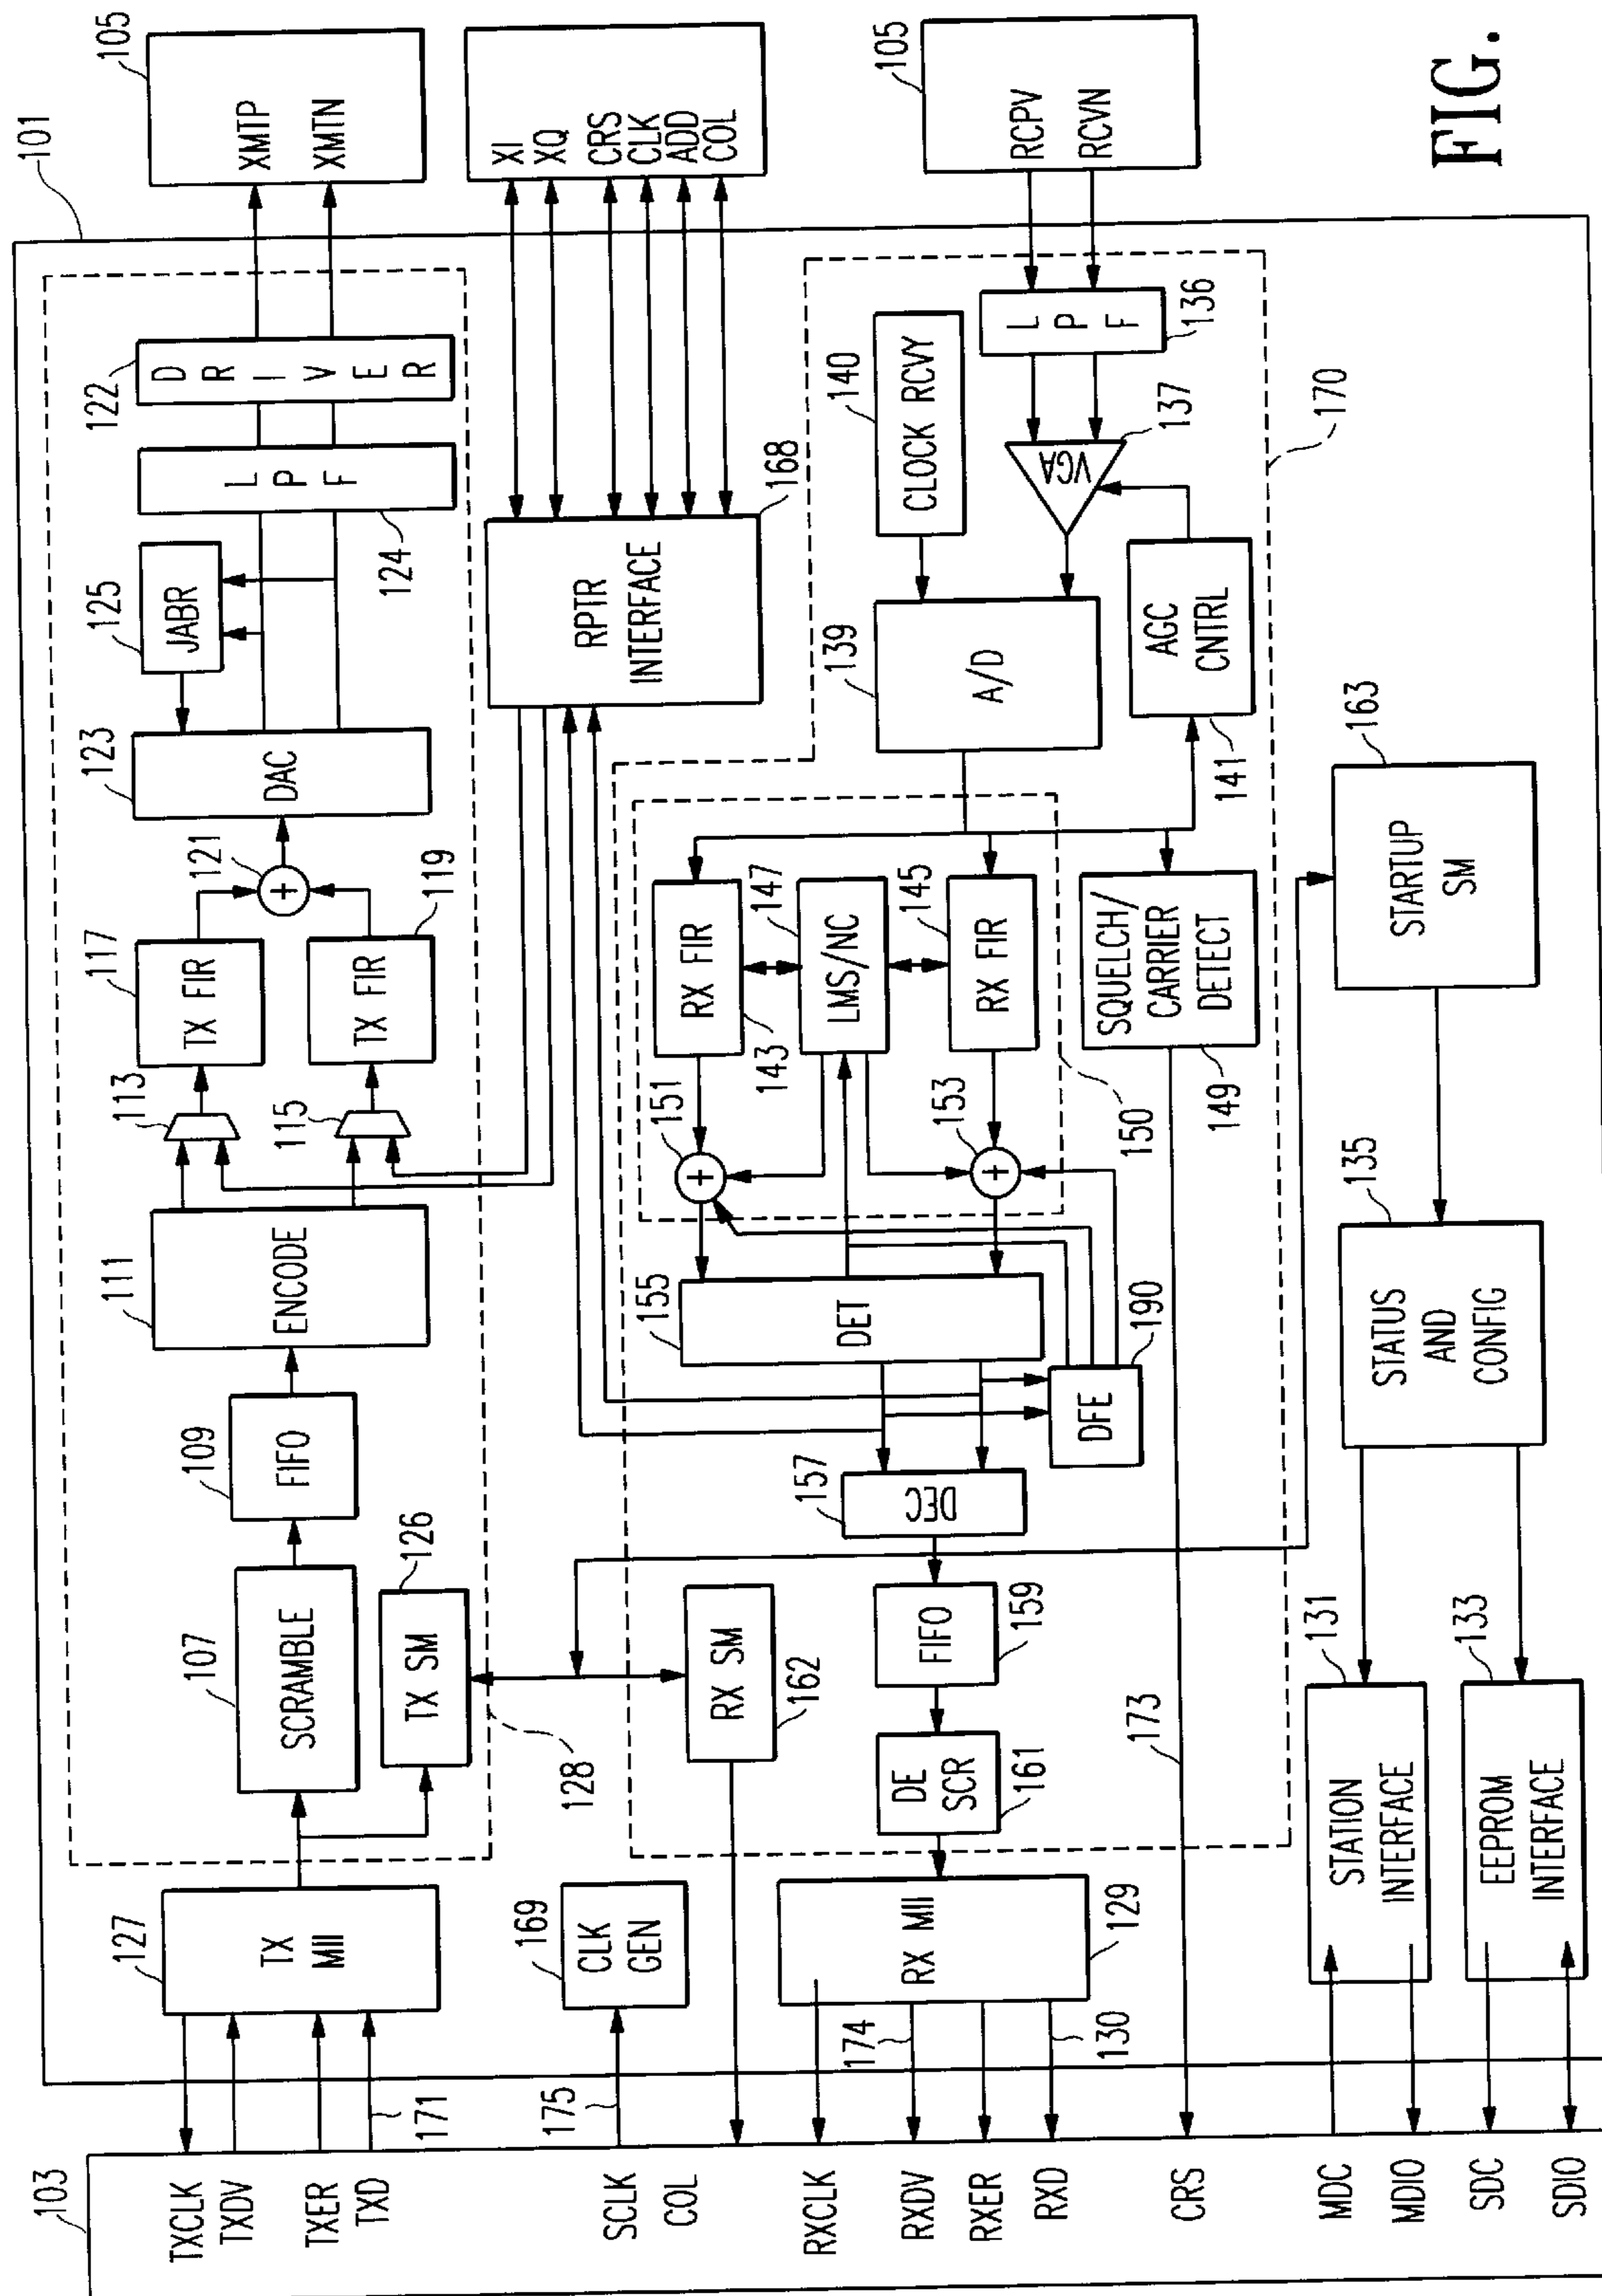 103
TXCLK
TXDV
TXER
TXD
SCLK
COL
RXCLK
RXDV
RXER
RXD
CRS
MDC
MDIO
SDC
SDIO
171
175
174
130
173
101
127
TX
MII
169
CLK
GEN
RX MII
129
STATION
INTERFACE
131
EEPROM
INTERFACE
133
107
SCRAMBLE
126
TX SM
128
109
FIFO
111
ENCODE
113
115
117
TX FIR
119
TX FIR
121
+
123
DAC
125
JABR
124
L
P
F
122
D
R
I
V
E
R
105
XMTP
XMTN
XI
XQ
CRS
CLK
ADD
COL
105
RCPV
RCVN
RPTR
INTERFACE
168
RX SM
162
DE
SCR
161
FIFO
159
157
DEC
155
DET
DFE
190
151
+
153
+
150
RX FIR
143
147
LMS/NC
145
RX FIR
SQUELCH/
CARRIER
DETECT
149
139
A/D
140
CLOCK RCVY
L
P
F
136
VGA
137
AGC
CNTRL
141
170
135
STATUS
AND
CONFIG
163
STARTUP
SM
FIG.